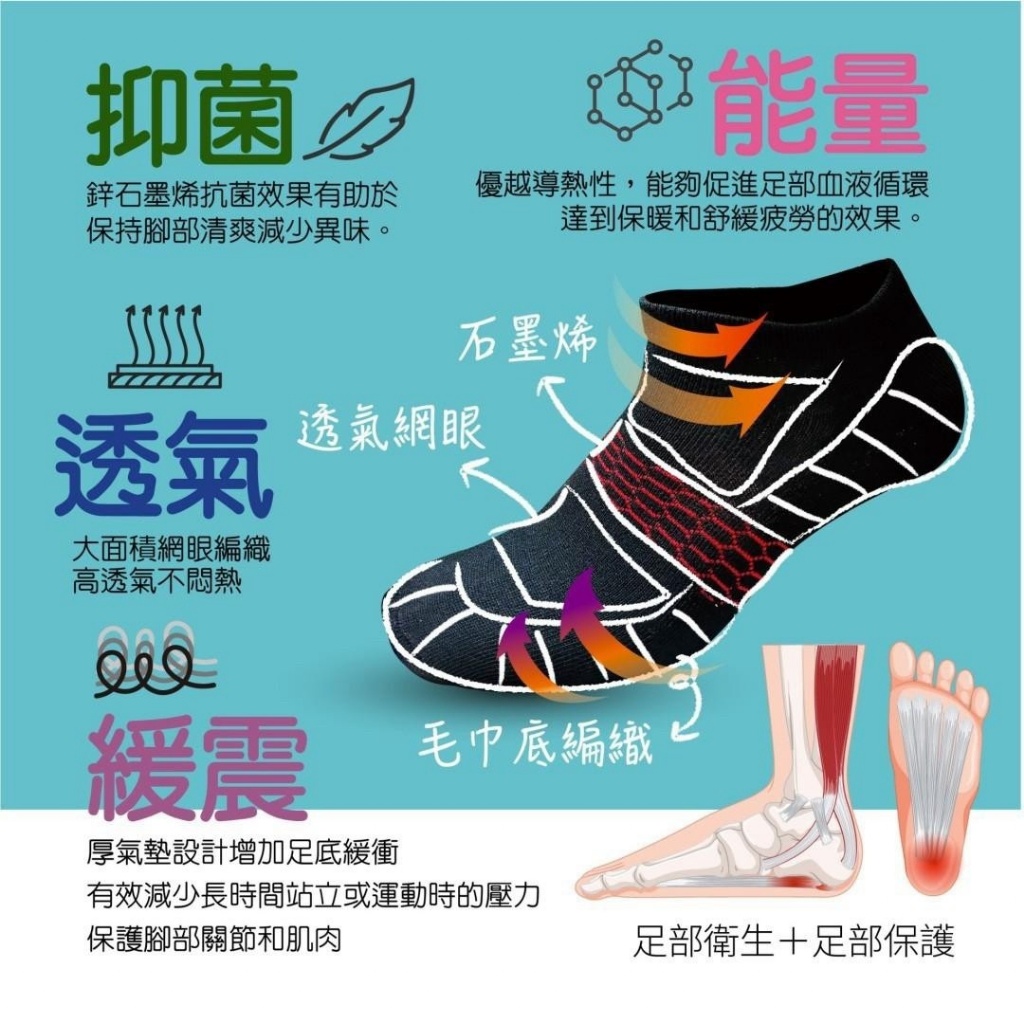 抑菌
鋅石墨烯抗菌效果有助於
保持腳部清爽減少異味。
能量
優越導熱性，能夠促進足部血液循環
達到保暖和舒緩疲勞的效果。
石墨烯
透氣網眼
透氣
大面積網眼編織
高透氣不悶熱
毛巾底編織
緩震
厚氣墊設計增加足底緩衝
有效減少長時間站立或運動時的壓力
保護腳部關節和肌肉
足部衛生＋足部保護